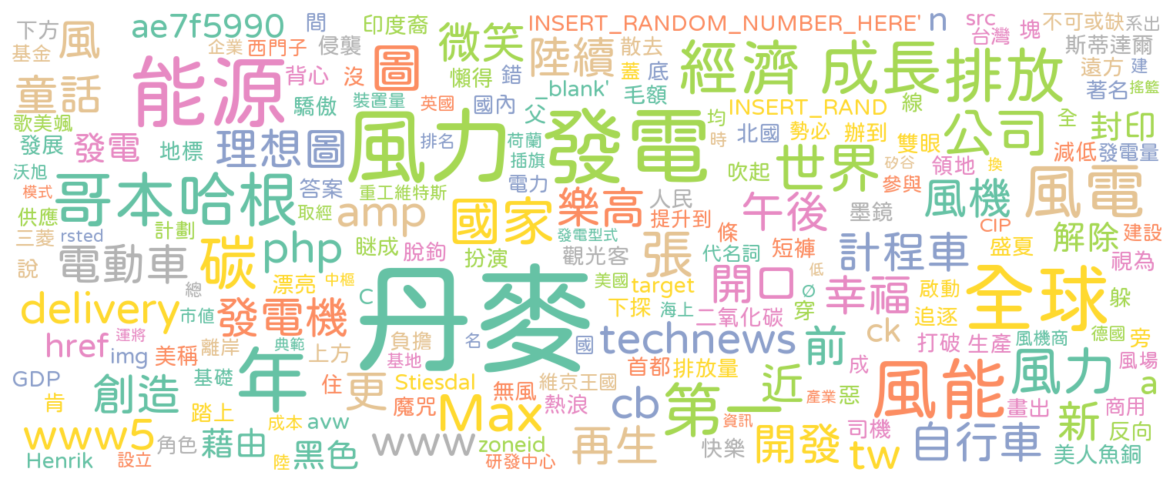 下方 ae7f5990 間 印度裔 微笑 INSERT_RANDOM_NUMBER_HERE' n src 台灣 塊 不可或缺 系出
基金 風 企業 西門子 侵襲 圖 懶得 錯 陸續 散去 蓋 底 經濟 成長 排放 斯蒂達爾 遠方 建
童話 能源 背心 沒 驕傲 裝置量 英國 國內 _blank' 父 毛額 INSERT_RAND 線 著名 搖籃
歌美颯 發展 發電 地標 理想圖 風力 發電 排名 荷蘭 插旗 均 時 北國 勢必 辦到 雙眼 公司 全 封印 減低 發電量
沃旭 模式 哥本哈根 答案 取經 重工維特斯 電力 吹起 世界 領地 矽谷 參與 換 風機 風電
供應 三菱 rsted 計劃 amp 國家 樂高 人民 提升到 條 午後 墨鏡 CIP 建設
說 電動車 碳 php 瞇成 脫鉤 扮演 發電型式 觀光客 張 代名詞 短褲 計程車 盛夏 解除 視為
漂亮 中樞 丹麥 美國 target 開口 Ø 低 幸福 啟動 全球 躲
delivery 市值 總 發電機 C 下探 海上 二氧化碳 穿 追逐
href img 運將 美稱 典範 離岸 上方 負擔 基地 名 國 technews 前 ck 打破 生產 風機商 德國 旁
GDP 創造 基礎 年 住 更 Stiesdal 無風 維京王國 首都 排放量 第一 近 成 惡 風能 風力 風場 a
肯 踏上 成本 avw 魔咒 Max 熱浪 cb 資訊 產業 司機 畫出 新 商用
www5 角色 藉由 黑色 www zoneid 再生 快樂 開發 tw 自行車 反向
Henrik 設立 陸 研發中心 美人魚銅